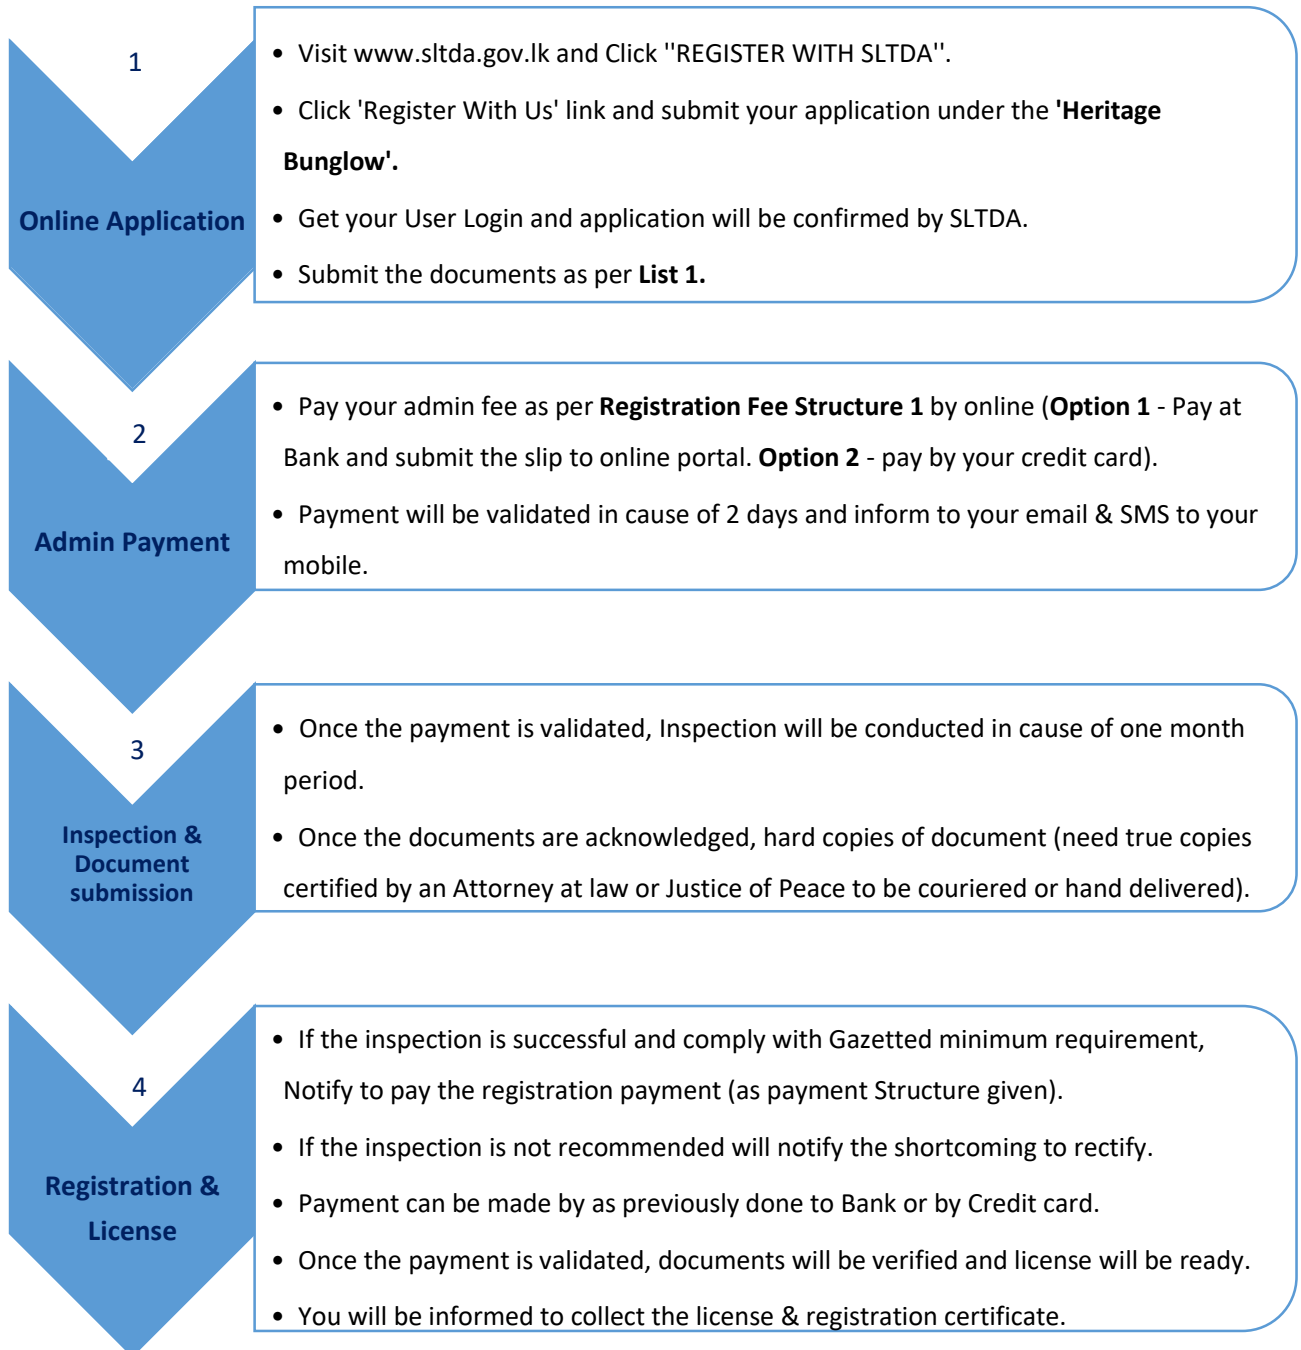 1
Online Application
• Visit www.sltda.gov.lk and Click ''REGISTER WITH SLTDA''.
• Click 'Register With Us' link and submit your application under the 'Heritage
Bunglow'.
• Get your User Login and application will be confirmed by SLTDA.
• Submit the documents as per List 1.
2
Admin Payment
• Pay your admin fee as per Registration Fee Structure 1 by online (Option 1 - Pay at
Bank and submit the slip to online portal. Option 2 - pay by your credit card).
• Payment will be validated in cause of 2 days and inform to your email & SMS to your
mobile.
3
Inspection &
Document
submission
• Once the payment is validated, Inspection will be conducted in cause of one month
period.
• Once the documents are acknowledged, hard copies of document (need true copies
certified by an Attorney at law or Justice of Peace to be couriered or hand delivered).
4
Registration &
License
• If the inspection is successful and comply with Gazetted minimum requirement,
Notify to pay the registration payment (as payment Structure given).
• If the inspection is not recommended will notify the shortcoming to rectify.
• Payment can be made by as previously done to Bank or by Credit card.
• Once the payment is validated, documents will be verified and license will be ready.
• You will be informed to collect the license & registration certificate.